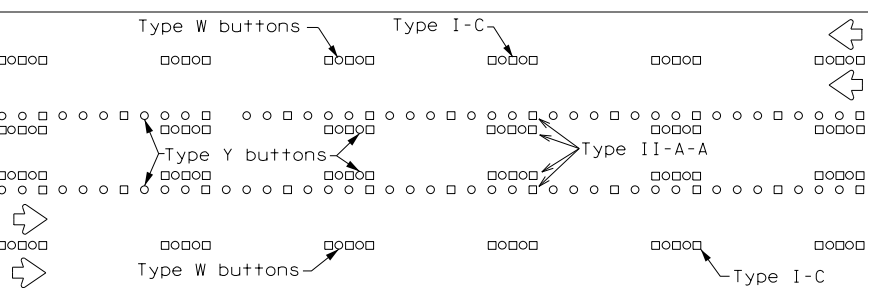 Type W buttons
Type I-C
Type Y buttons
Type II-A-A
Type W buttons
Type I-C